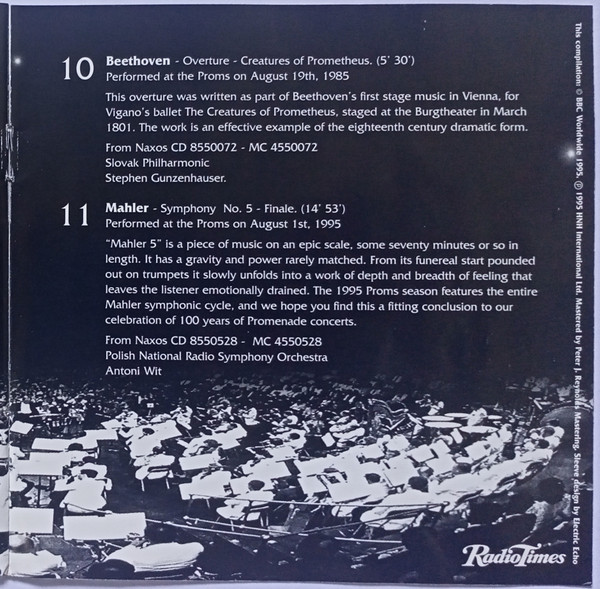 10 Beethoven - Overture - Creatures of Prometheus. (5' 30')
Performed at the Proms on August 19th, 1985
This overture was written as part of Beethoven's first stage music in Vienna, for
Vigano's ballet The Creatures of Prometheus, staged at the Burgtheater in March
1801. The work is an effective example of the eighteenth century dramatic form.
From Naxos CD 8550072 - MC 4550072
Slovak Philharmonic
Stephen Gunzenhauser.
11 Mahler - Symphony No. 5 - Finale. (14' 53')
Performed at the Proms on August 1st, 1995
"Mahler 5" is a piece of music on an epic scale, some seventy minutes or so in
length. It has a gravity and power rarely matched. From its funereal start pounded
out on trumpets it slowly unfolds into a work of depth and breadth of feeling that
leaves the listener emotionally drained. The 1995 Proms season features the entire
Mahler symphonic cycle, and we hope you find this a fitting conclusion to our
celebration of 100 years of Promenade concerts.
From Naxos CD 8550528 - MC 4550528
Polish National Radio Symphony Orchestra
Antoni Wit
This compilation: © BBC Worldwide 1995. ℗ 1995 HNH International Ltd. Mastered by Peter J. Reynolds Mastering. Sleeve design by Electric Echo
RadioTimes